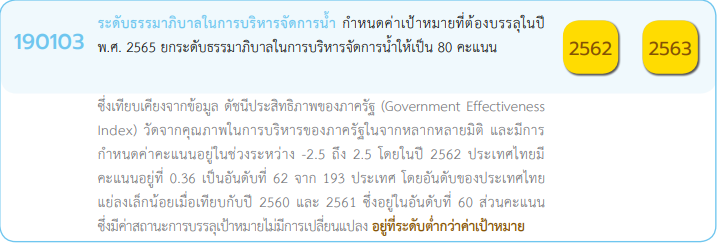 190103
ระดับธรรมาภิบาลในการบริหารจัดการน้ำ กำหนดค่าเป้าหมายที่ต้องบรรลุในปี
พ.ศ. 2565 ยกระดับธรรมาภิบาลในการบริหารจัดการน้ำให้เป็น 80 คะแนน
2562 2563
ซึ่งเทียบเคียงจากข้อมูล ดัชนีประสิทธิภาพของภาครัฐ (Government Effectiveness
Index) วัดจากคุณภาพในการบริหารของภาครัฐในจากหลากหลายมิติ และมีการ
กำหนดค่าคะแนนอยู่ในช่วงระหว่าง -2.5 ถึง 2.5 โดยในปี 2562 ประเทศไทยมี
คะแนนอยู่ที่ 0.36 เป็นอันดับที่ 62 จาก 193 ประเทศ โดยอันดับของประเทศไทย
แย่ลงเล็กน้อยเมื่อเทียบกับปี 2560 และ 2561 ซึ่งอยู่ในอันดับที่ 60 ส่วนคะแนน
ซึ่งมีค่าสถานะการบรรลุเป้าหมายไม่มีการเปลี่ยนแปลง อยู่ที่ระดับต่ำกว่าค่าเป้าหมาย